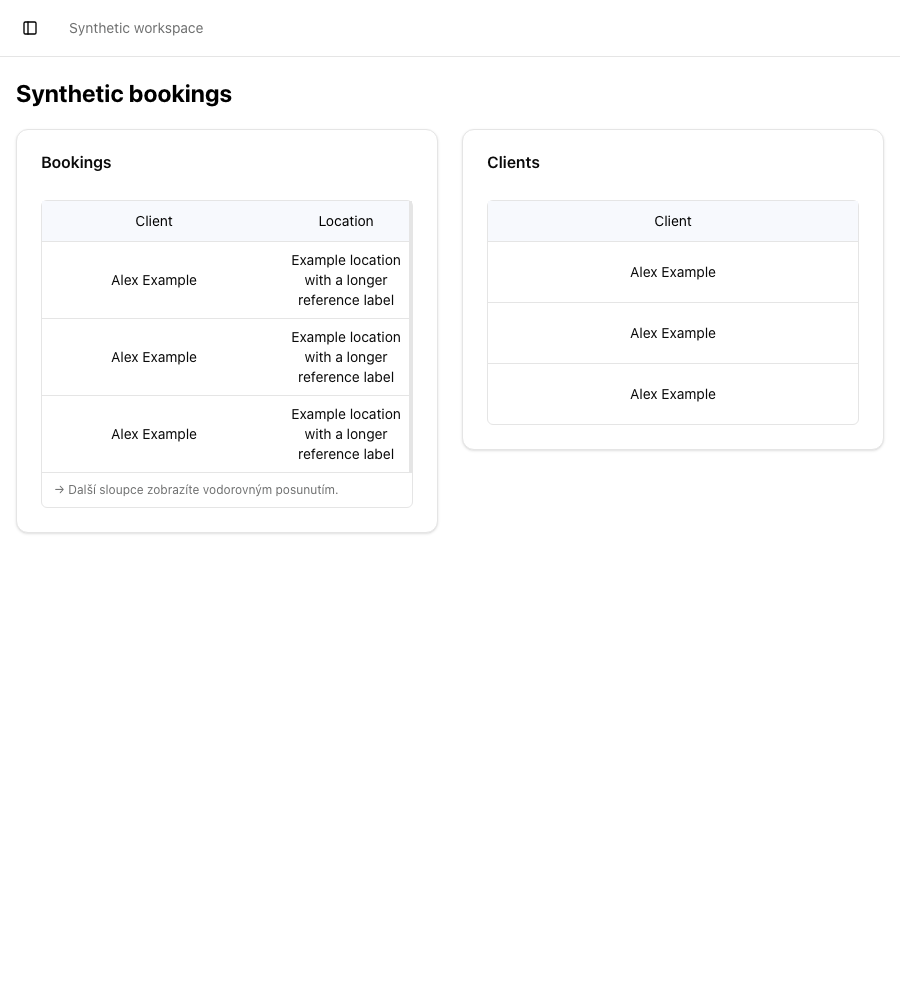 Synthetic workspace
Synthetic bookings
Bookings
Client Location
Alex Example
Example location
with a longer
reference label
Alex Example
Example location
with a longer
reference label
Alex Example
Example location
with a longer
reference label
→ Další sloupce zobrazíte vodorovným posunutím.
Clients
Client
Alex Example
Alex Example
Alex Example